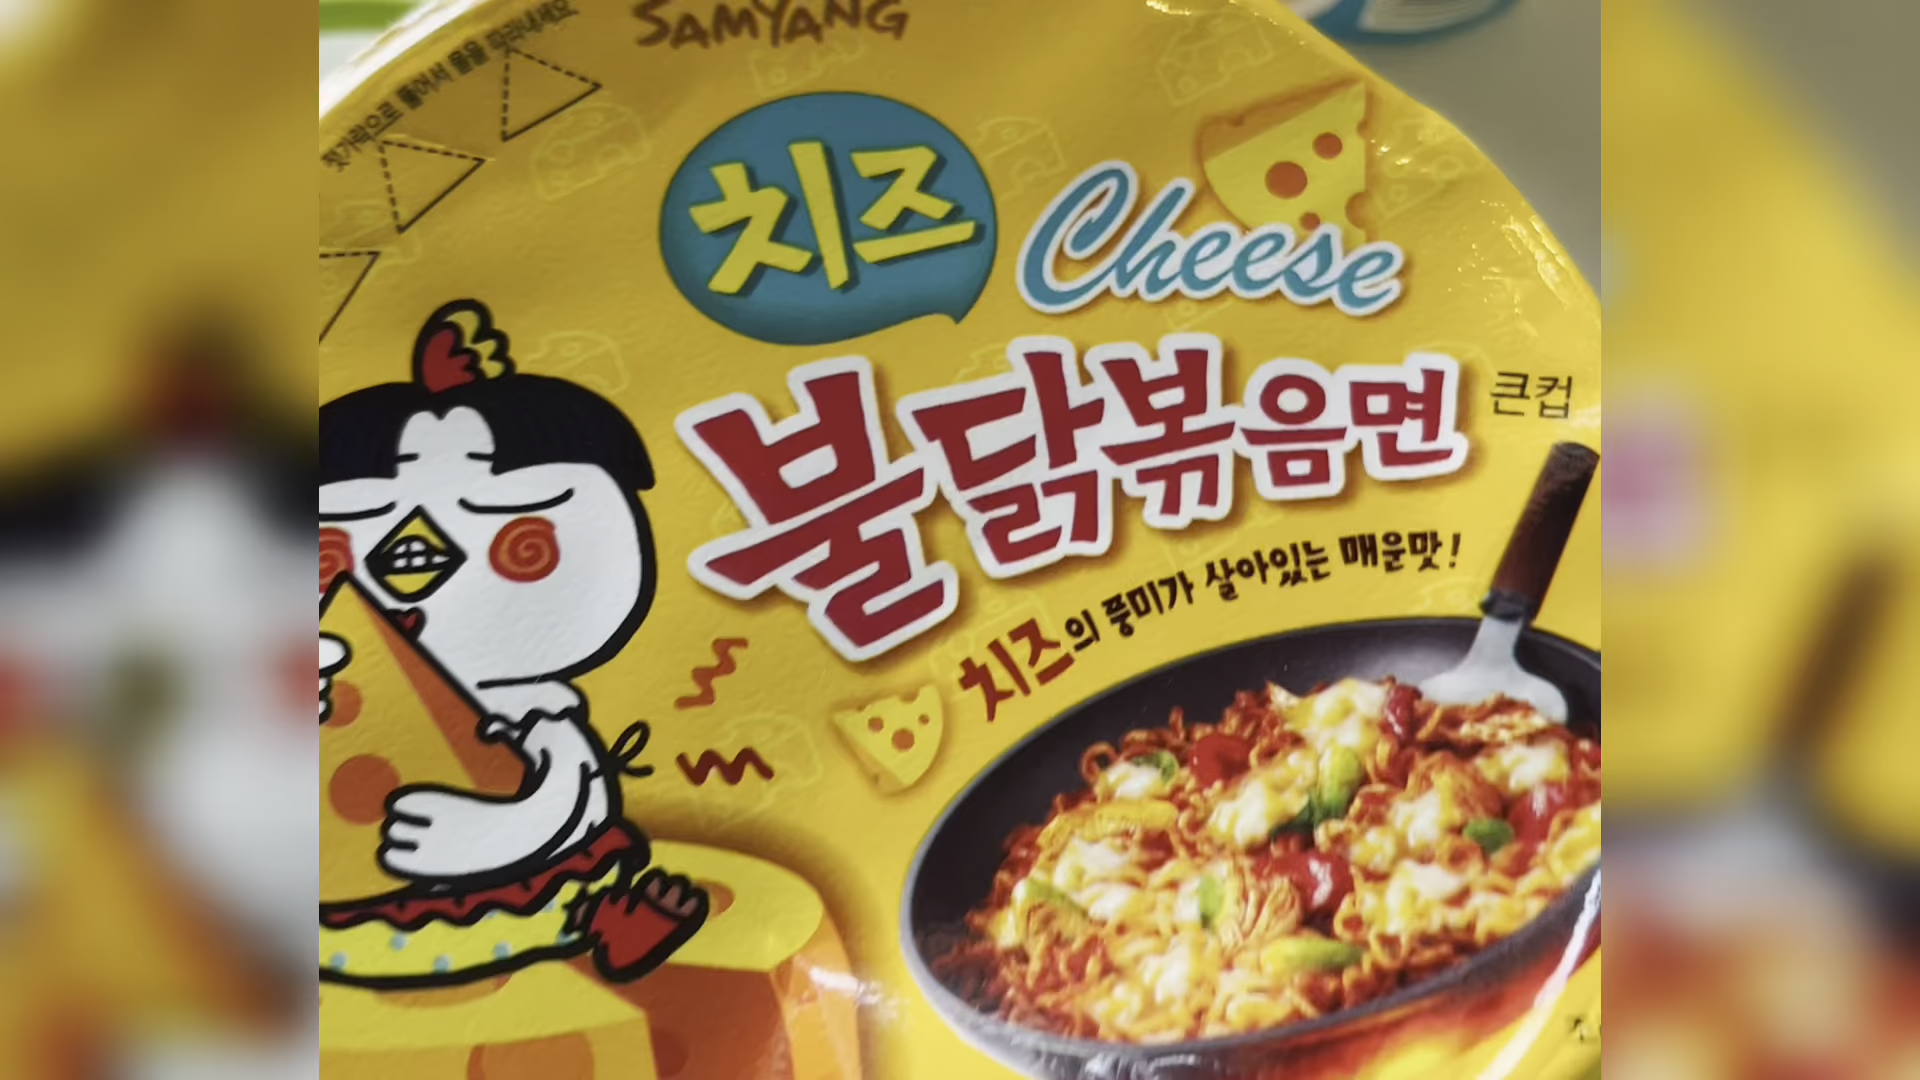 SAMYANG
젓가락으로 뚫어서 물을 따라내세요
치즈
Cheese
불닭볶음면
큰컵
치즈의 풍미가 살아있는 매운맛!